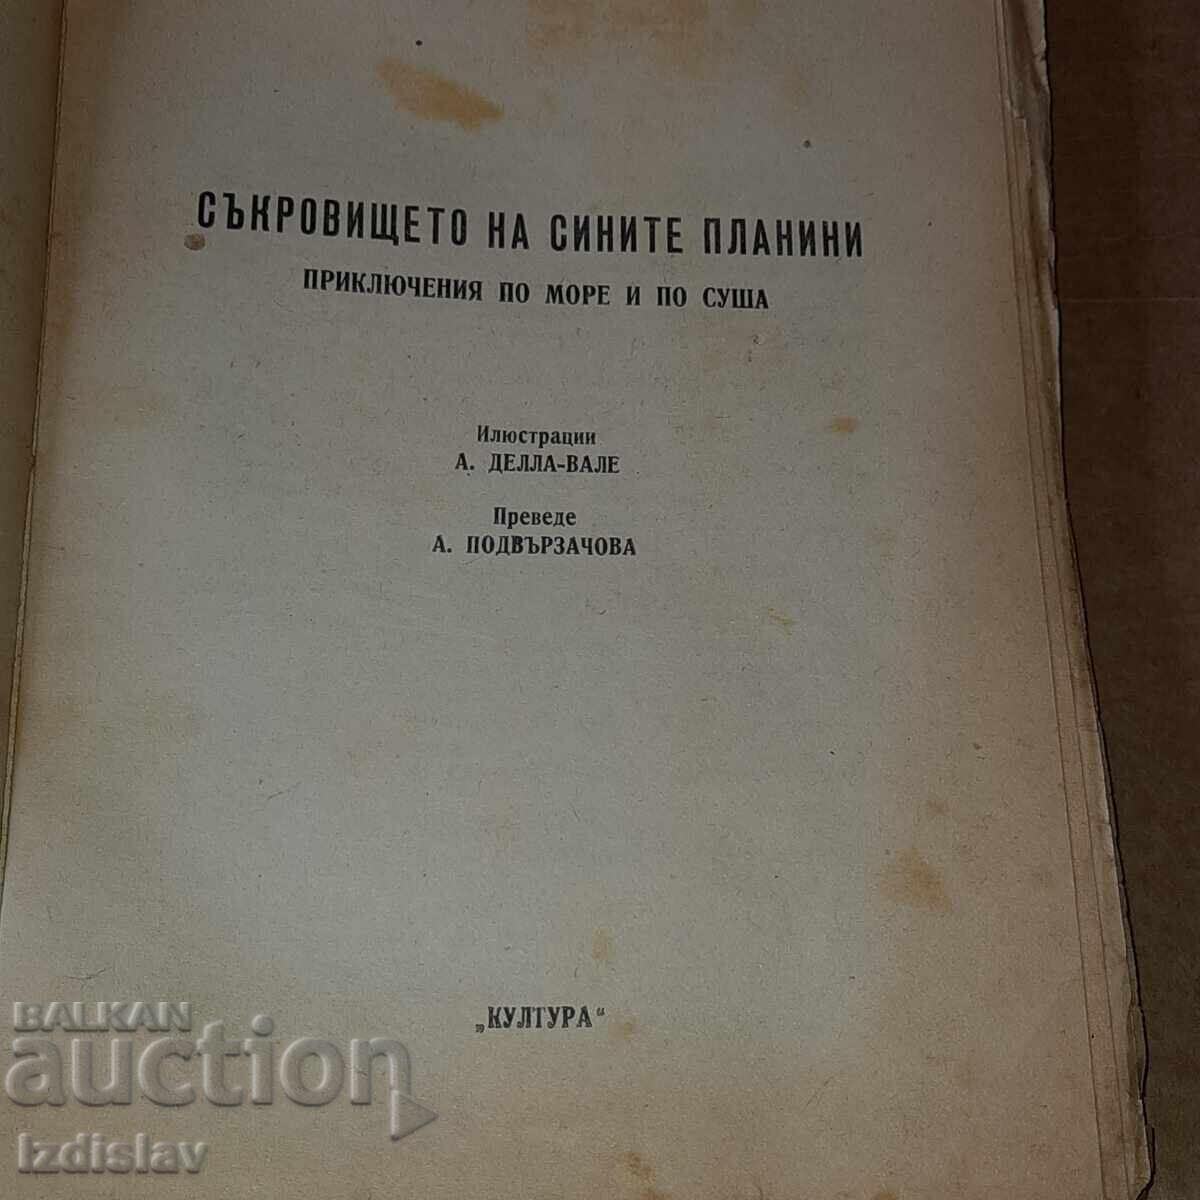 СЪКРОВИЩЕТО НА СИНИТЕ ПЛАНИНИ
ПРИКЛЮЧЕНИЯ ПО МОРЕ И ПО СУША
Илюстрации
А. ДЕЛЛА-ВАЛЕ
Преведе
А. ПОДВЪРЗАЧОВА
„КУЛТУРА“
BALKAN
auction
Izdislav